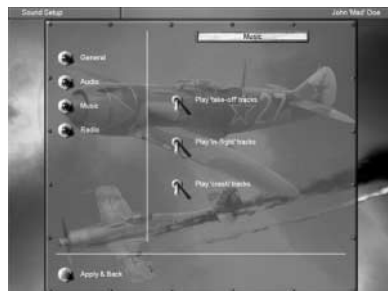 Sound Setup
John 'Mad' Doe
Music
General
Audio
Music
Radio
Play 'take-off' tracks
Play 'in-flight' tracks
Play 'crash' tracks
Apply & Back
27